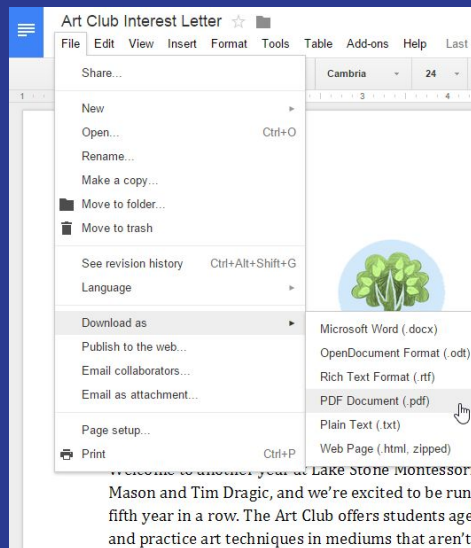 Art Club Interest Letter
File Edit View Insert Format Tools Table Add-ons Help Last
Share...
Cambria 24
1 3 4
New
Open... Ctrl+O
Rename...
Make a copy...
Move to folder...
Move to trash
See revision history Ctrl+Alt+Shift+G
Language
Download as
Microsoft Word (.docx)
Publish to the web...
OpenDocument Format (.odt)
Email collaborators...
Rich Text Format (.rtf)
Email as attachment...
PDF Document (.pdf)
Plain Text (.txt)
Page setup...
Web Page (.html, zipped)
Print Ctrl+P
Welcome to another year at Lake Stone Montessori
Mason and Tim Dragic, and we're excited to be run
fifth year in a row. The Art Club offers students age
and practice art techniques in mediums that aren't